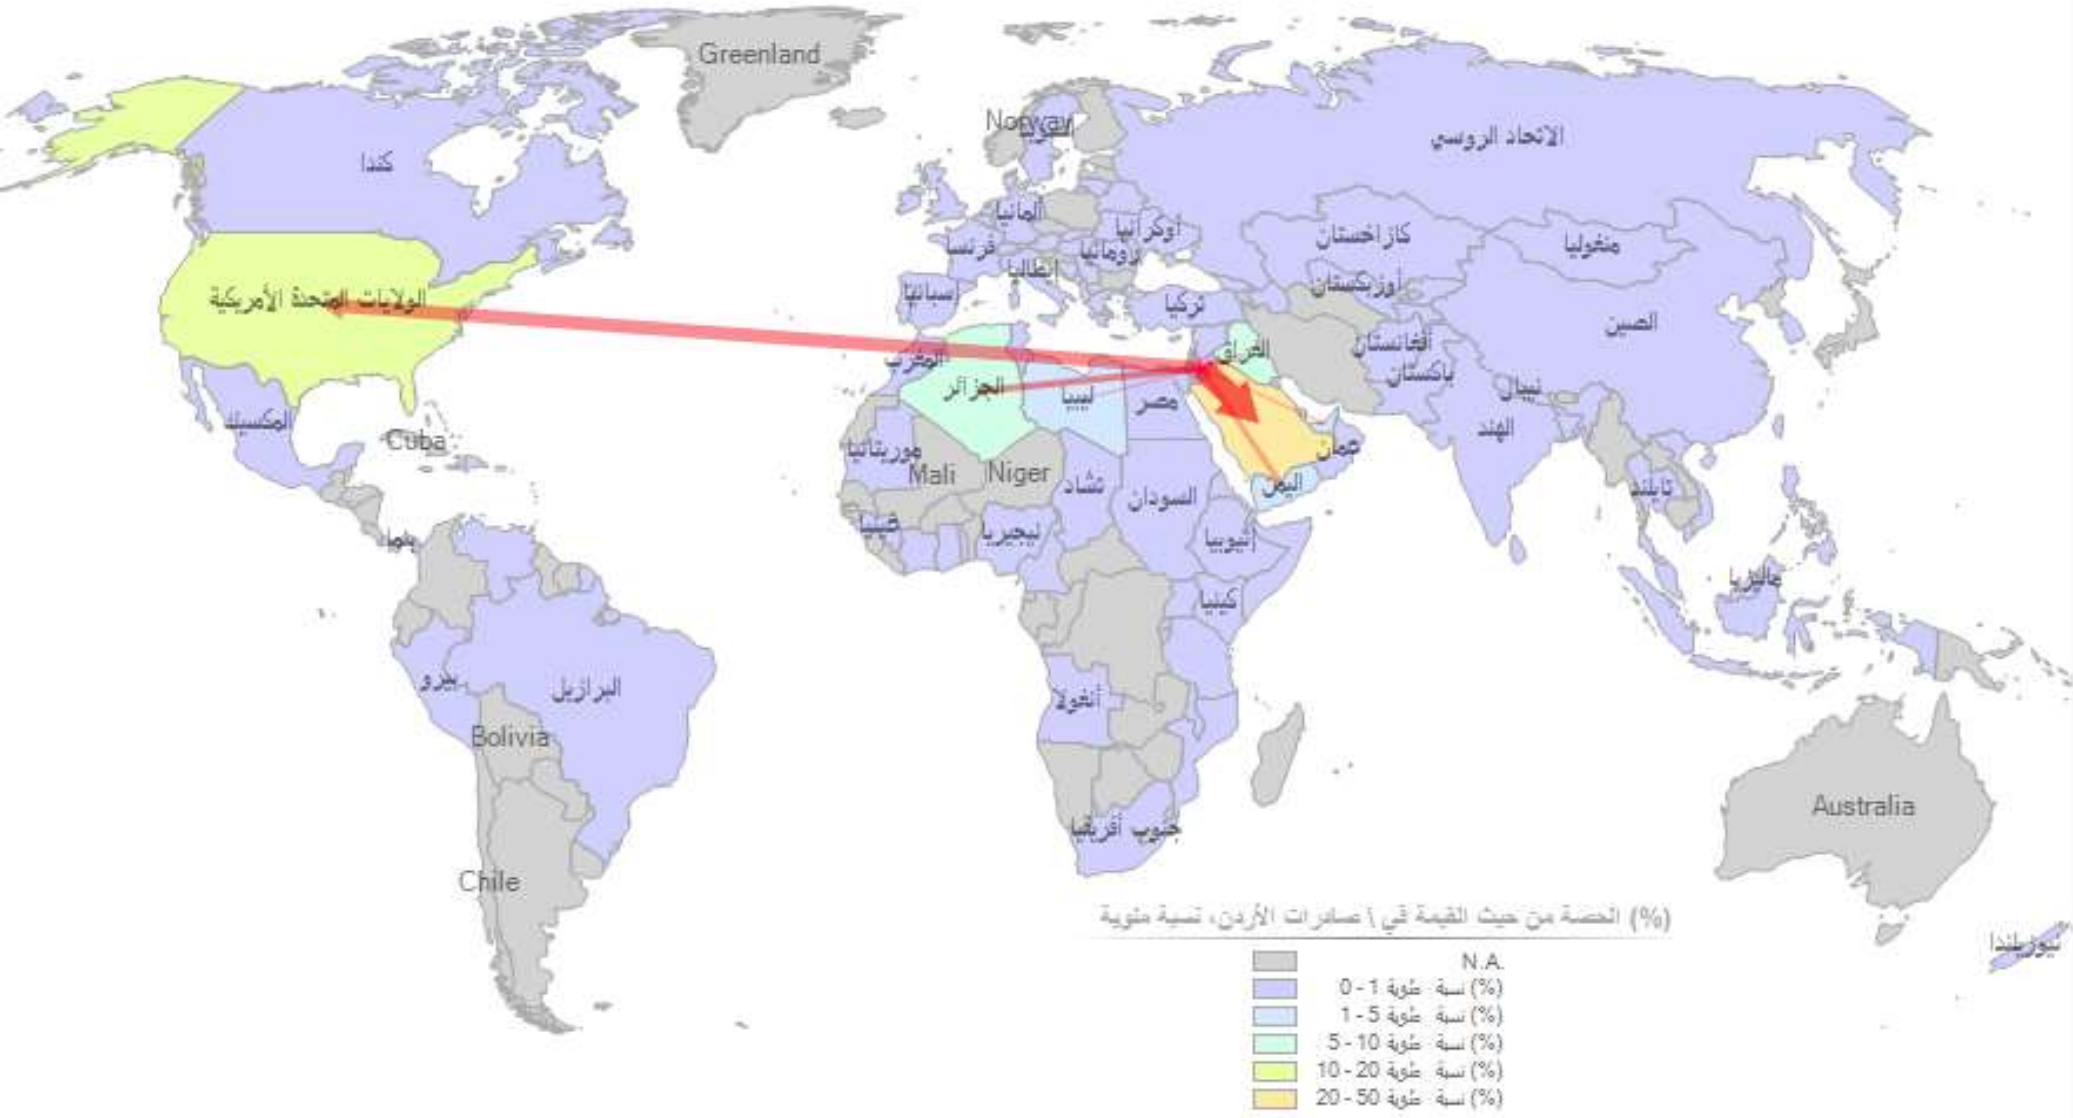 Greenland
Norway
الاتحاد الروسي
كندا
ألمانيا
أوكرانيا
كازاخستان
منغوليا
فرنسا
رومانيا
إيطاليا
أوزبكستان
الولايات المتحدة الأمريكية
إسبانيا
تركيا
الصين
المغرب
العراق
أفغانستان
باكستان
الجزائر
ليبيا
مصر
نيبال
المكسيك
Cuba
الهند
موريتانيا
Mali
Niger
تشاد
عمان
اليمن
تايلند
السودان
غينيا
نيجيريا
إثيوبيا
بنما
ماليزيا
كينيا
بيرو
البرازيل
أنغولا
Bolivia
جنوب أفريقيا
Australia
Chile
(%) الحصة من حيث القيمة في \ صادرات الأردن، نسبة مئوية
نيوزيلندا
N.A.
(%) نسبة مئوية 0 - 1
(%) نسبة مئوية 1 - 5
(%) نسبة مئوية 5 - 10
(%) نسبة مئوية 10 - 20
(%) نسبة مئوية 20 - 50